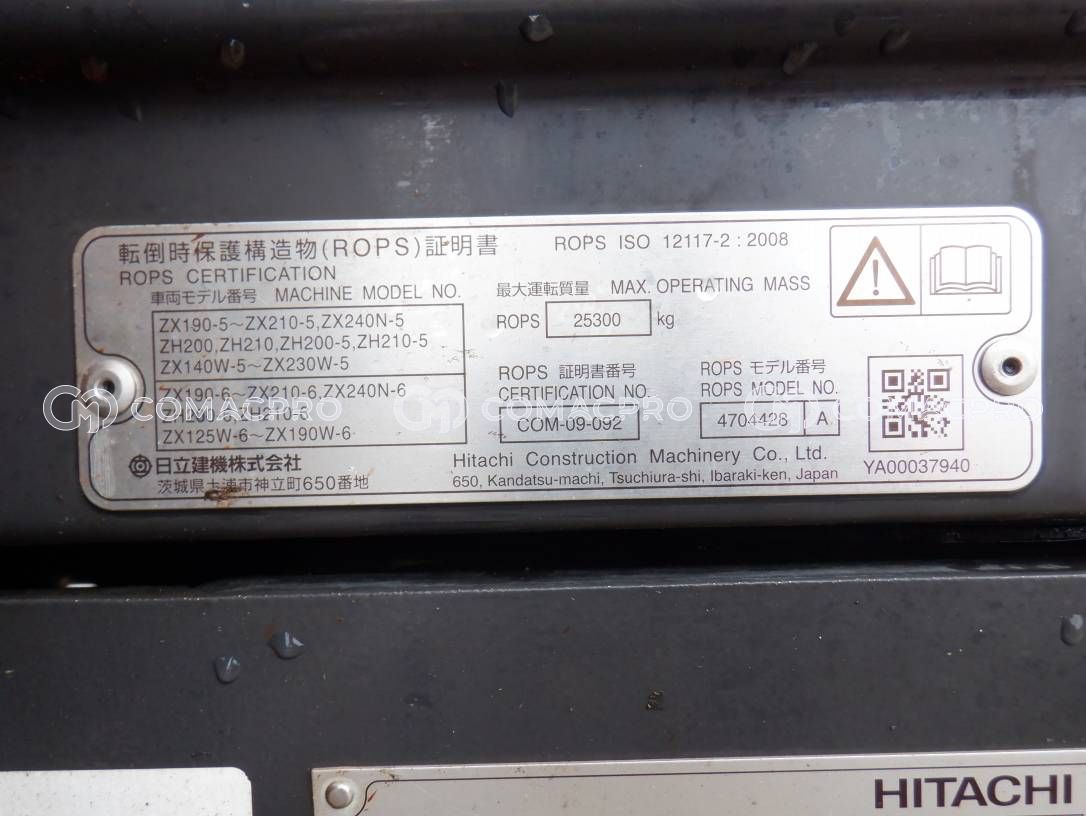 転倒時保護構造物(ROPS)証明書
ROPS CERTIFICATION
ROPS ISO 12117-2 : 2008
車両モデル番号 MACHINE MODEL NO.
ZX190-5～ZX210-5,ZX240N-5
ZH200,ZH210,ZH200-5,ZH210-5
ZX140W-5～ZX230W-5
ZX190-6～ZX210-6,ZX240N-6
ZX125W-6～ZX190W-6
最大運転質量 MAX. OPERATING MASS
ROPS 25300 kg
ROPS 証明書番号
CERTIFICATION NO.
COM-09-092
ROPS モデル番号
ROPS MODEL NO.
4704428 A
YA00037940
日立建機株式会社
茨城県土浦市神立町650番地
Hitachi Construction Machinery Co., Ltd.
650, Kandatsu-machi, Tsuchiura-shi, Ibaraki-ken, Japan
HITACHI
COMACPRO COMACPRO COMACPRO